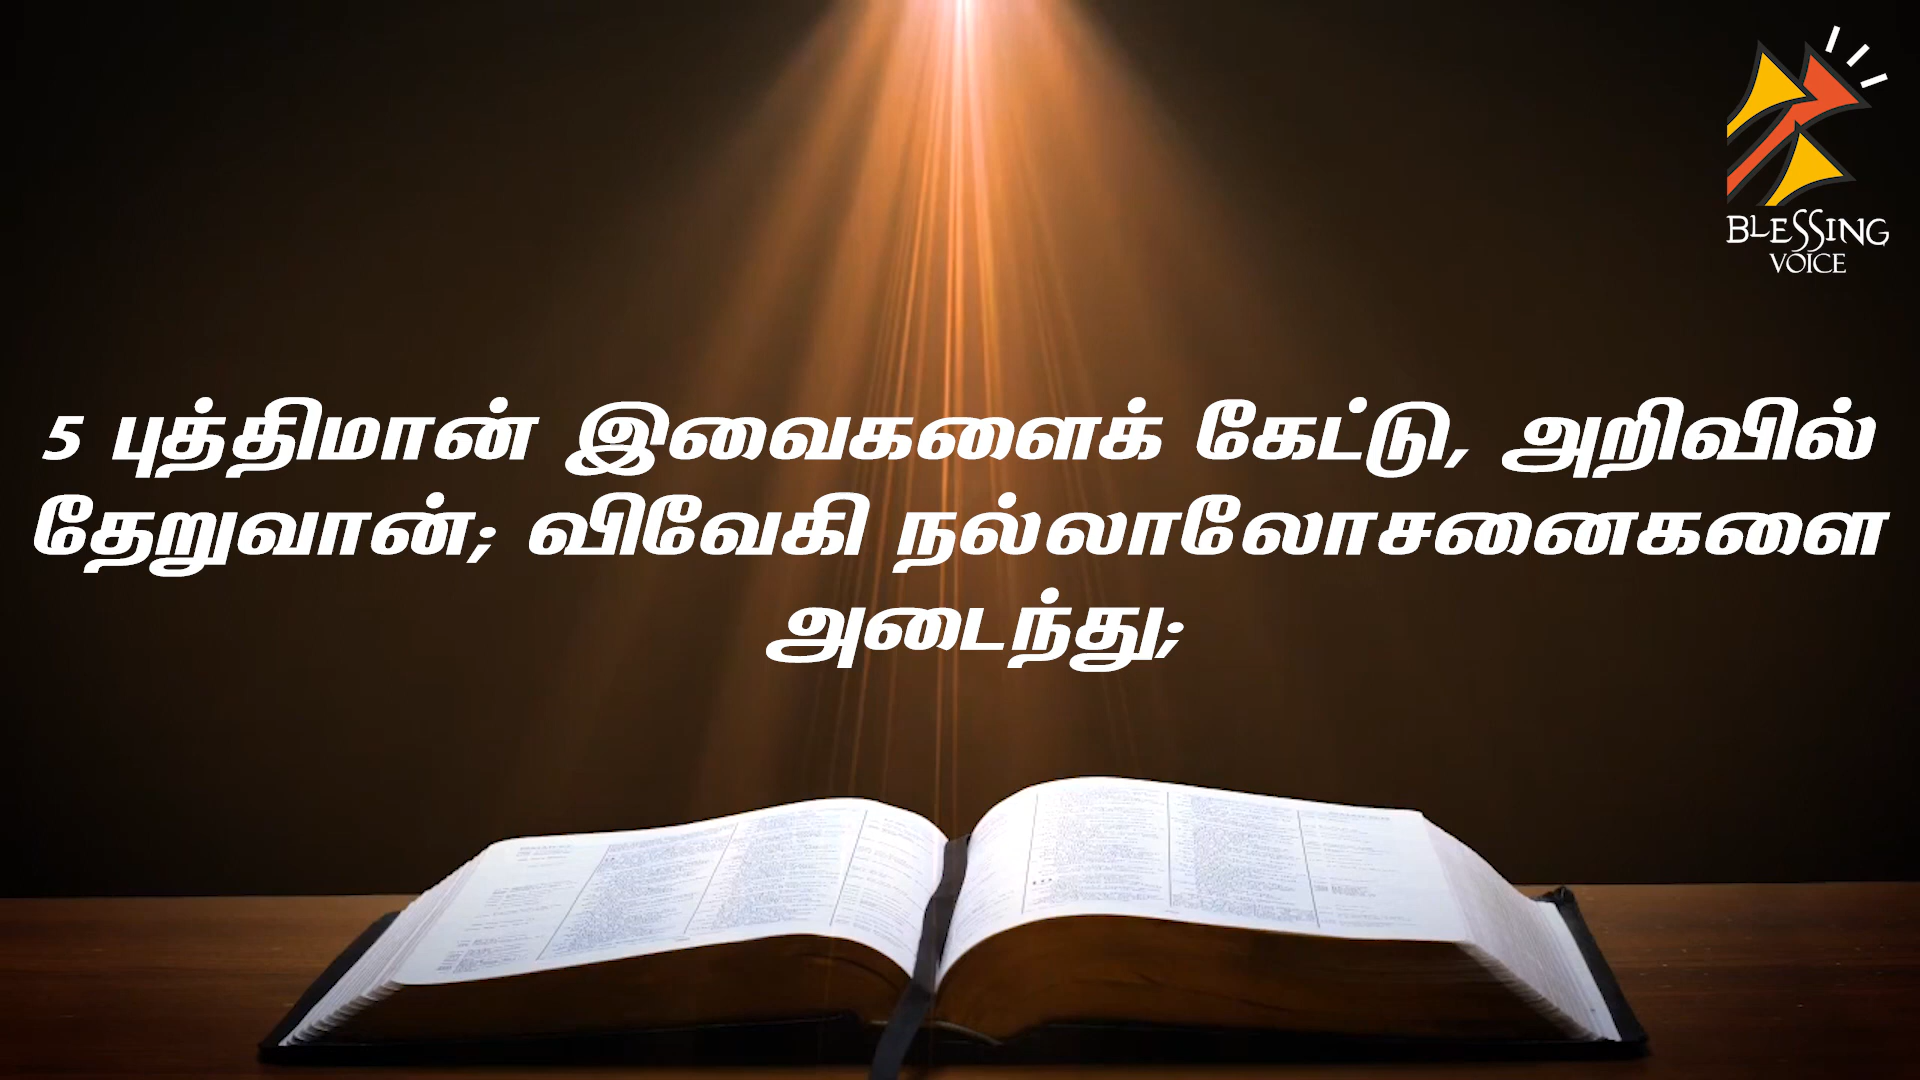 BLESSING
VOICE
5 புத்திமான் இவைகளைக் கேட்டு, அறிவில்
தேறுவான்; விவேகி நல்லாலோசனைகளை
அடைந்து;